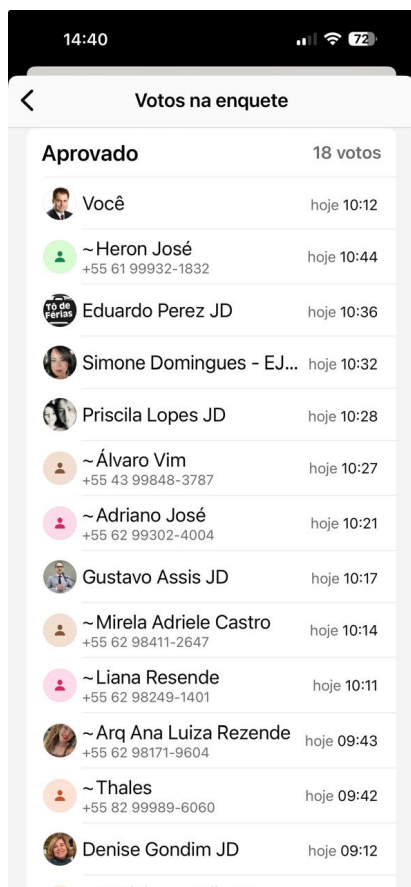 14:40
72
Votos na enquete
Aprovado 18 votos
Você hoje 10:12
~Heron José hoje 10:44
+55 61 99932-1832
Tô de
Férias
Eduardo Perez JD hoje 10:36
Simone Domingues - EJ... hoje 10:32
Priscila Lopes JD hoje 10:28
~Álvaro Vim hoje 10:27
+55 43 99848-3787
~Adriano José hoje 10:21
+55 62 99302-4004
Gustavo Assis JD hoje 10:17
~Mirela Adriele Castro hoje 10:14
+55 62 98411-2647
~Liana Resende hoje 10:11
+55 62 98249-1401
~Arq Ana Luiza Rezende hoje 09:43
+55 62 98171-9604
~Thales hoje 09:42
+55 82 99989-6060
Denise Gondim JD hoje 09:12